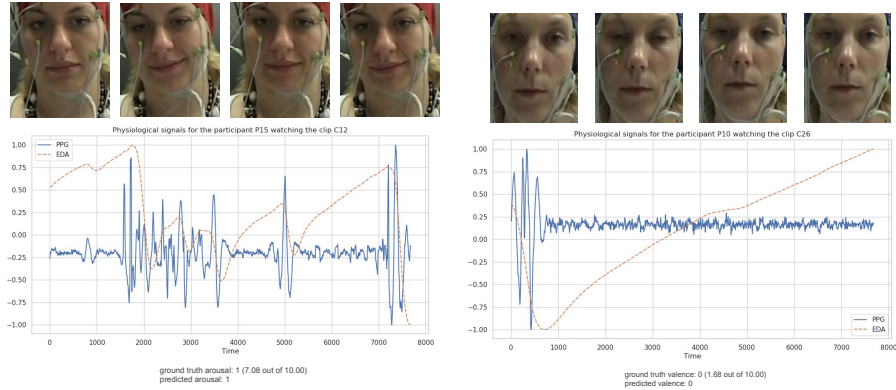 Physiological signals for the participant P15 watching the clip C12
1.00
0.75
0.50
0.25
0.00
−0.25
−0.50
−0.75
−1.00
PPG
EDA
0 1000 2000 3000 4000 5000 6000 7000 8000
Time
ground truth arousal: 1 (7.08 out of 10.00)
predicted arousal: 1
Physiological signals for the participant P10 watching the clip C26
1.00
0.75
0.50
0.25
0.00
−0.25
−0.50
−0.75
−1.00
PPG
EDA
0 1000 2000 3000 4000 5000 6000 7000 8000
Time
ground truth valence: 0 (1.68 out of 10.00)
predicted valence: 0